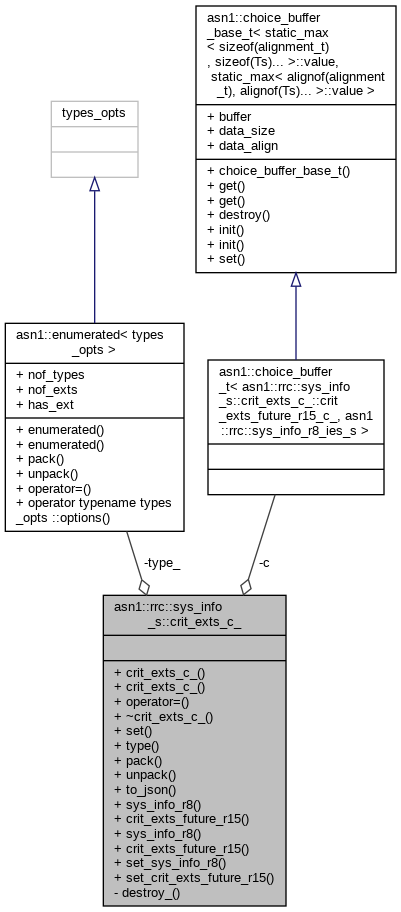 asn1::choice_buffer
_base_t< static_max
< sizeof(alignment_t)
, sizeof(Ts)... >::value,
static_max< alignof(alignment
_t), alignof(Ts)... >::value >
+ buffer
+ data_size
+ data_align
+ choice_buffer_base_t()
+ get()
+ get()
+ destroy()
+ init()
+ init()
+ set()
types_opts
asn1::enumerated< types
_opts >
+ nof_types
+ nof_exts
+ has_ext
+ enumerated()
+ enumerated()
+ pack()
+ unpack()
+ operator=()
+ operator typename types
_opts ::options()
asn1::choice_buffer
_t< asn1::rrc::sys_info
_s::crit_exts_c_::crit
_exts_future_r15_c_, asn1
::rrc::sys_info_r8_ies_s >
-type_
-c
asn1::rrc::sys_info
_s::crit_exts_c_
+ crit_exts_c_()
+ crit_exts_c_()
+ operator=()
+ ~crit_exts_c_()
+ set()
+ type()
+ pack()
+ unpack()
+ to_json()
+ sys_info_r8()
+ crit_exts_future_r15()
+ sys_info_r8()
+ crit_exts_future_r15()
+ set_sys_info_r8()
+ set_crit_exts_future_r15()
- destroy_()